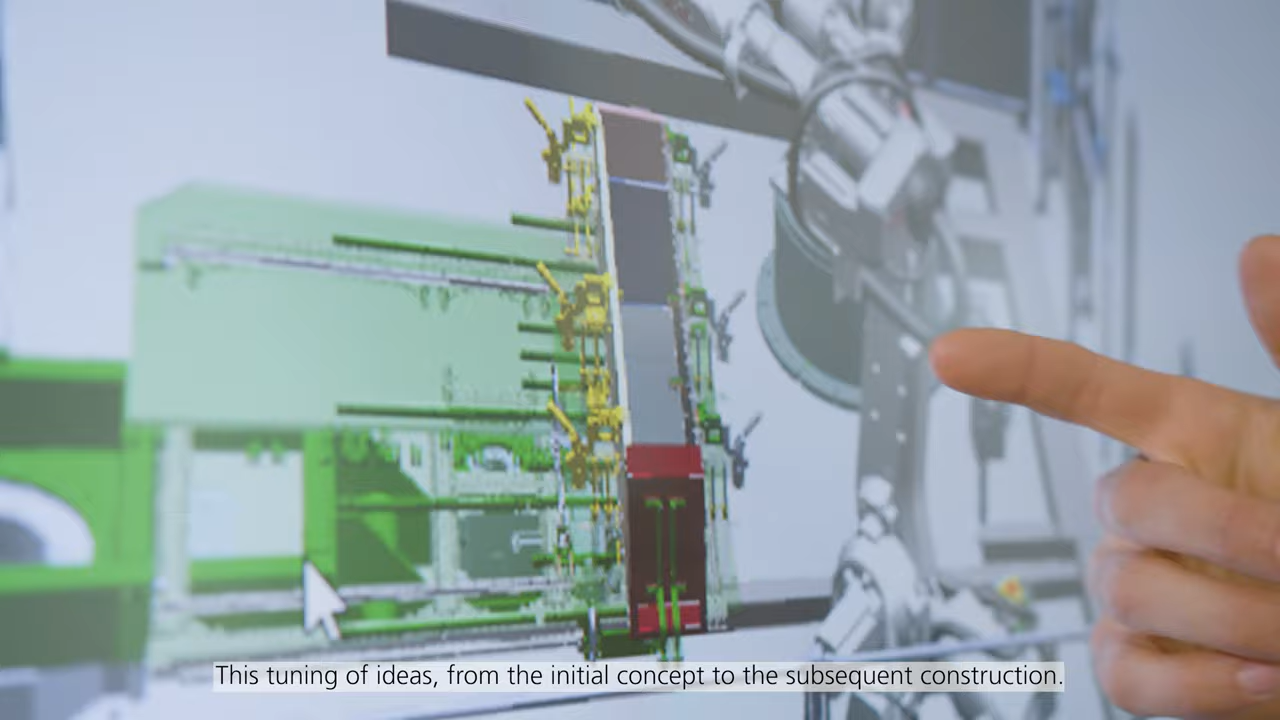 This tuning of ideas, from the initial concept to the subsequent construction.